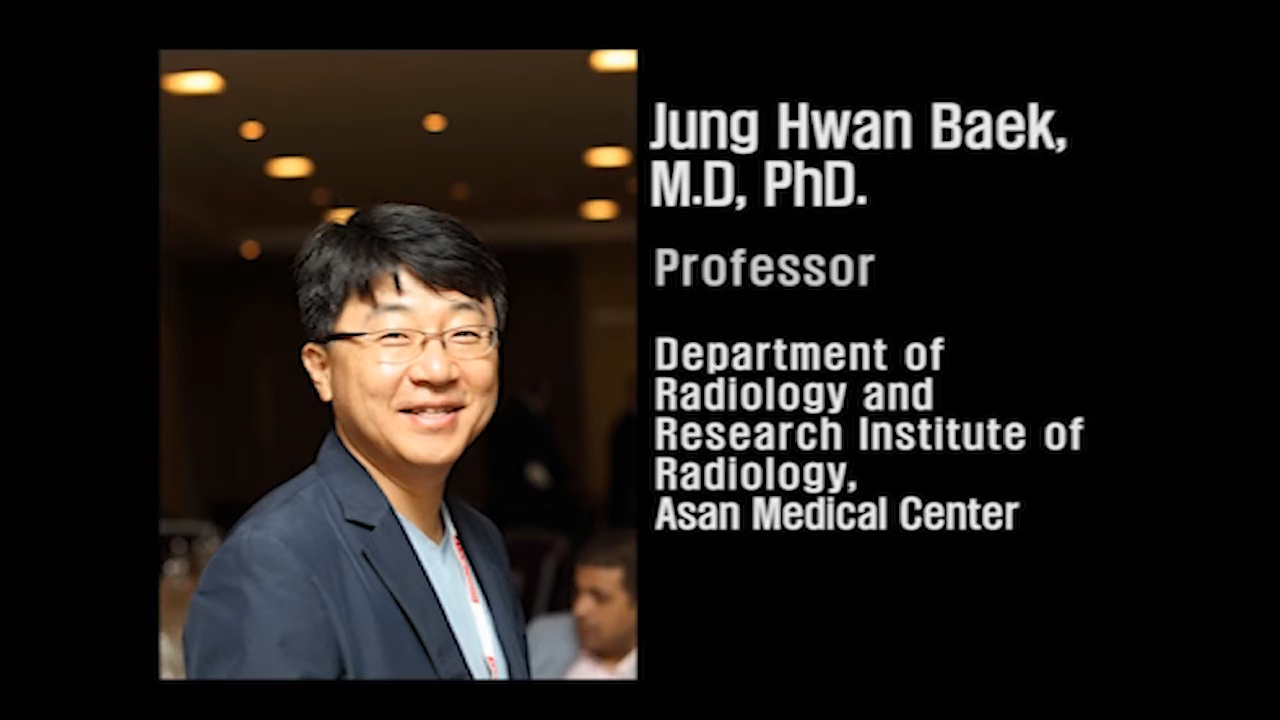 Jung Hwan Baek,
M.D, PhD.
Professor
Department of
Radiology and
Research Institute of
Radiology,
Asan Medical Center